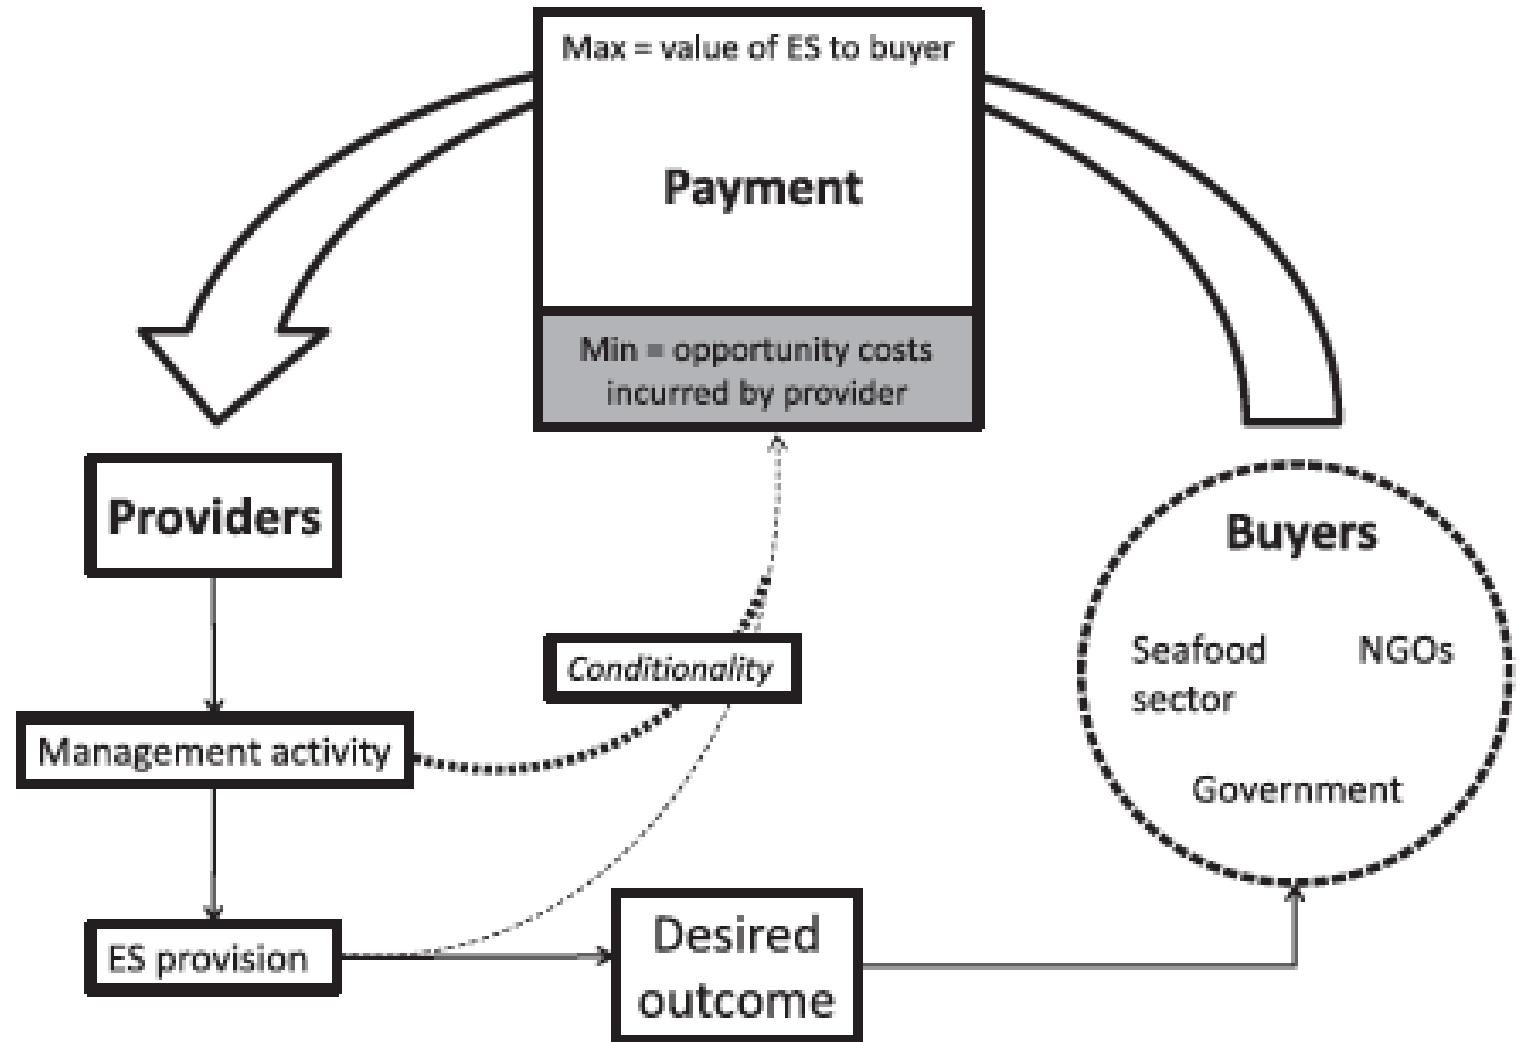 Max = value of ES to buyer
Payment
Min = opportunity costs
incurred by provider
Providers
Buyers
Seafood
sector
NGOs
Conditionality
Management activity
Government
ES provision
Desired
outcome